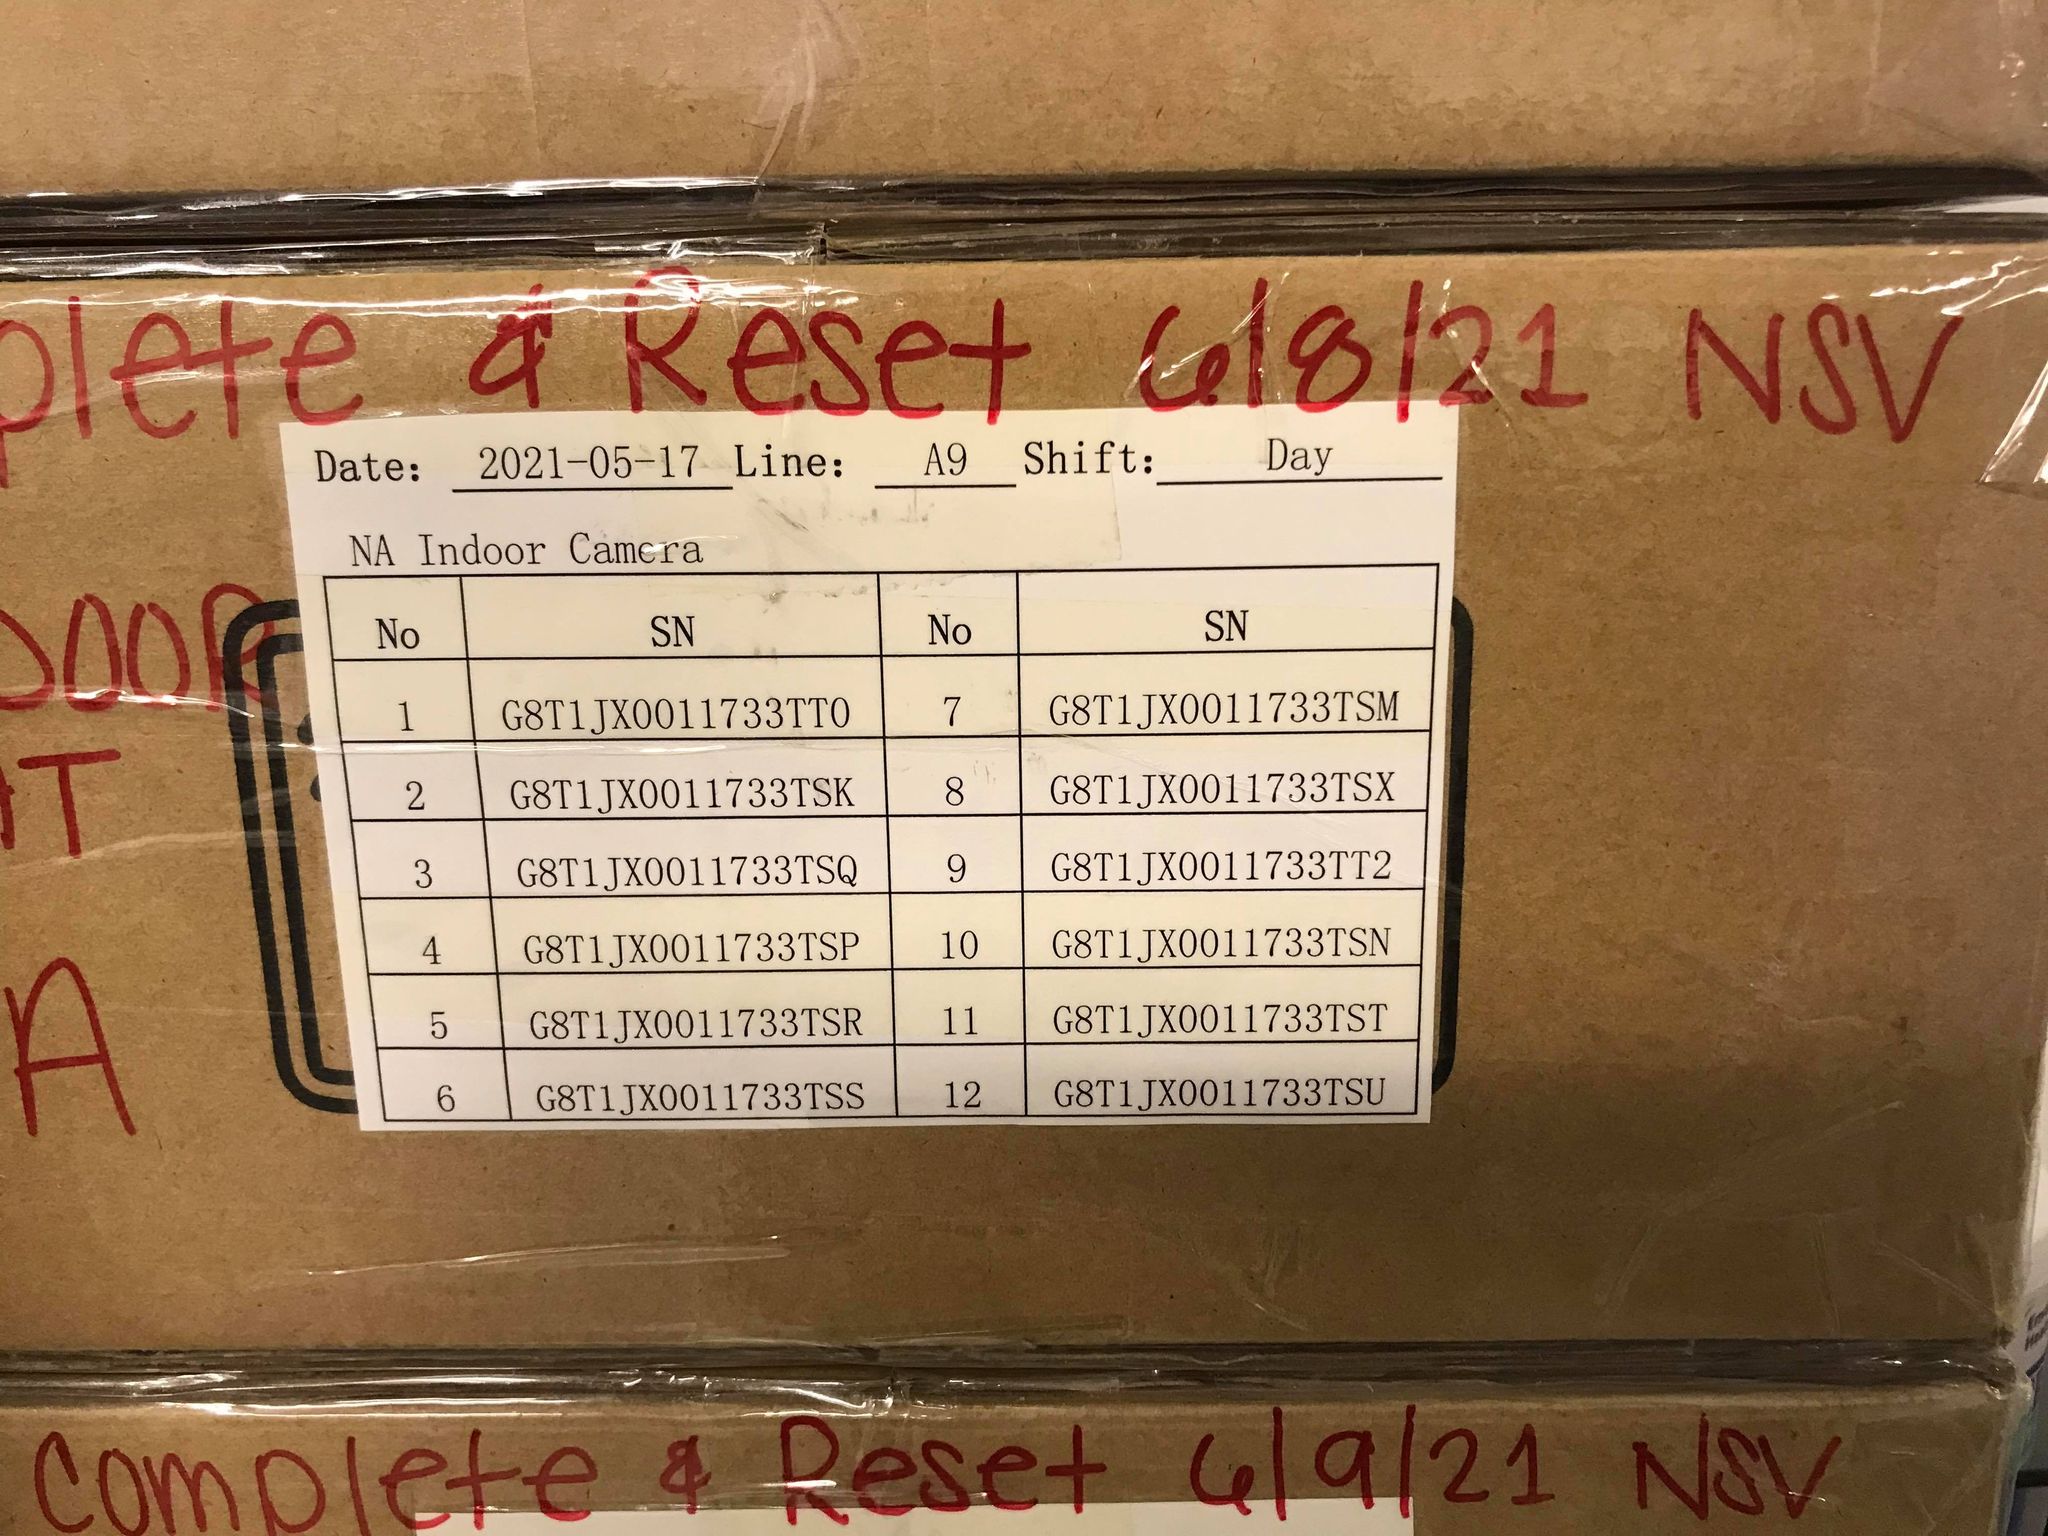 plete & Reset 6/8/21 NSV
Date: 2021-05-17 Line: A9 Shift: Day
NA Indoor Camera
No SN No SN
1 G8T1JX0011733TT0 7 G8T1JX0011733TSM
2 G8T1JX0011733TSK 8 G8T1JX0011733TSX
3 G8T1JX0011733TSQ 9 G8T1JX0011733TT2
4 G8T1JX0011733TSP 10 G8T1JX0011733TSN
5 G8T1JX0011733TSR 11 G8T1JX0011733TST
6 G8T1JX0011733TSS 12 G8T1JX0011733TSU
DOOR
A
Complete & Reset 6/9/21 NSV